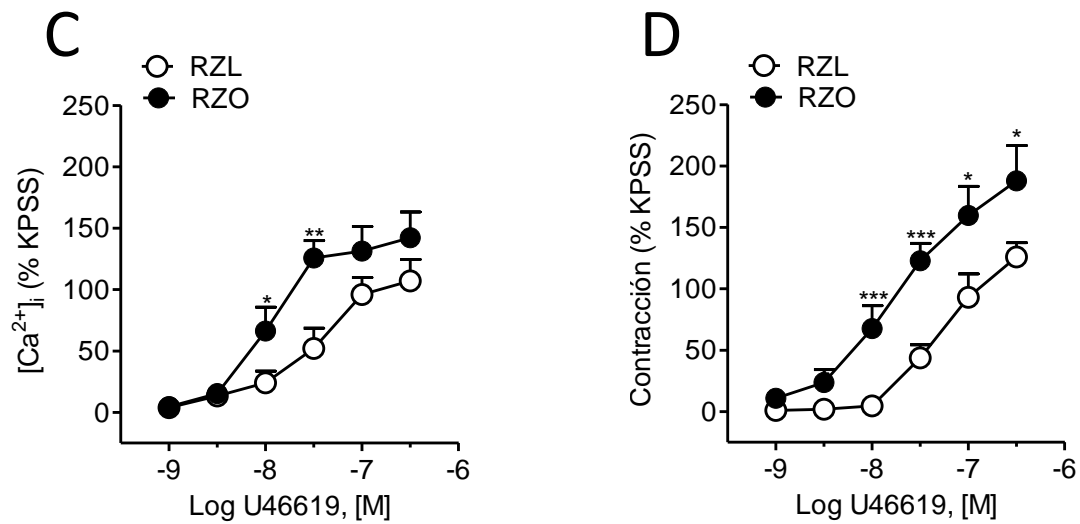 C
RZL
RZO
250
200
150
100
50
0
[Ca²⁺]ᵢ (% KPSS)
*
**
-9 -8 -7 -6
Log U46619, [M]
D
RZL
RZO
250
200
150
100
50
0
Contracción (% KPSS)
***
***
*
*
-9 -8 -7 -6
Log U46619, [M]